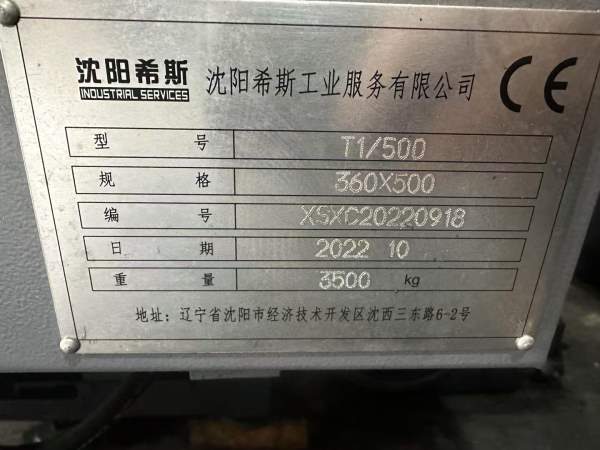 沈阳希斯 沈阳希斯工业服务有限公司 CE
INDUSTRIAL SERVICES
型 号 T1/500
规 格 360X500
编 号 XSXC20220918
日 期 2022 10
重 量 3500 kg
地址：辽宁省沈阳市经济技术开发区沈西三东路6-2号